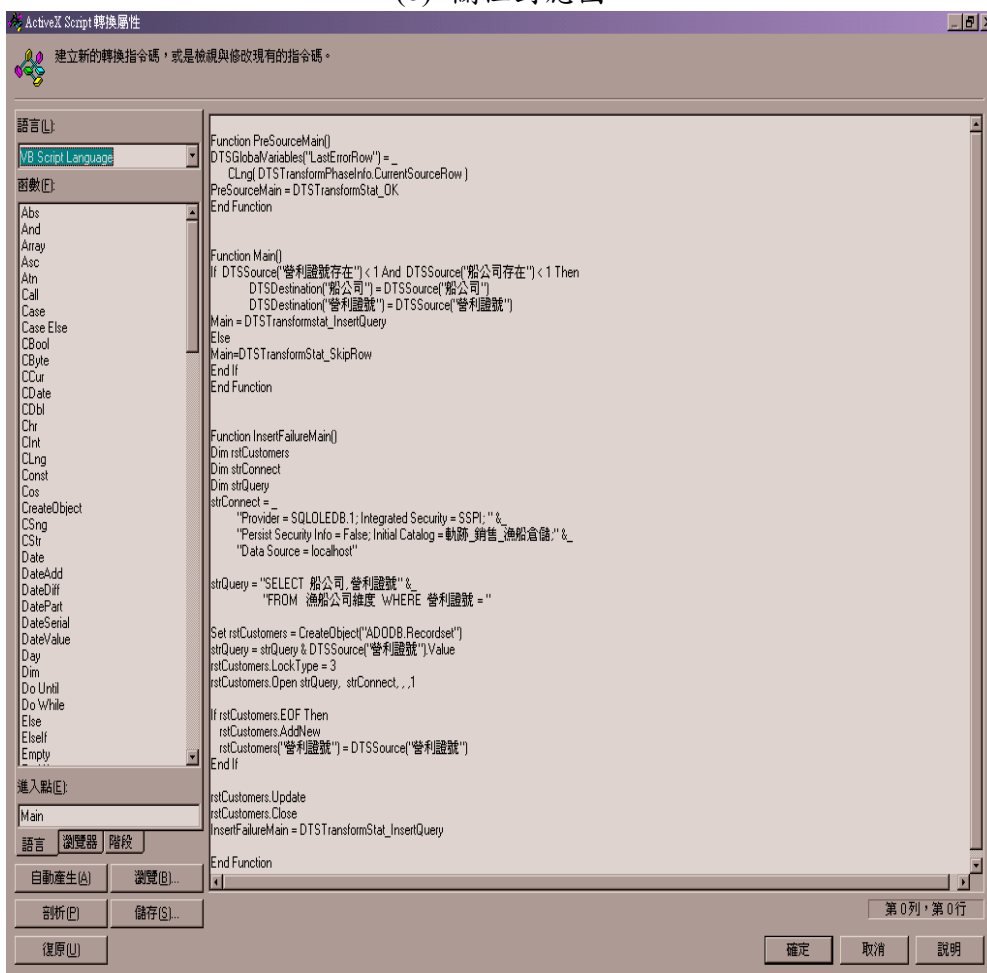 (3) 欄位對應圖
ActiveX Script 轉換屬性
建立新的轉換指令碼，或是檢視與修改現有的指令碼。
語言(L):
VB Script Language
函數(F):
Abs
And
Array
Asc
Atn
Call
Case
Case Else
CBool
CByte
CCur
CDate
CDbl
Chr
CInt
CLng
Const
Cos
CreateObject
CSng
CStr
Date
DateAdd
DateDiff
DatePart
DateSerial
DateValue
Day
Dim
Do Until
Do While
Else
ElseIf
Empty
進入點(E):
Main
語言 瀏覽器 階段
自動產生(A) 瀏覽(B)...
剖析(P) 儲存(S)...
復原(U)
Function PreSourceMain()
DTSGlobalVariables("LastErrorRow") = _
CLng( DTSTransformPhaseInfo.CurrentSourceRow )
PreSourceMain = DTSTransformStat_OK
End Function
Function Main()
If DTSSource("營利證號存在") < 1 And DTSSource("船公司存在") < 1 Then
DTSDestination("船公司") = DTSSource("船公司")
DTSDestination("營利證號") = DTSSource("營利證號")
Main = DTSTransformstat_InsertQuery
Else
Main=DTSTransformStat_SkipRow
End If
End Function
Function InsertFailureMain()
Dim rstCustomers
Dim strConnect
Dim strQuery
strConnect = _
"Provider = SQLOLEDB.1; Integrated Security = SSPI; " &_
"Persist Security Info = False; Initial Catalog = 軌跡_銷售_漁船倉儲;" &_
"Data Source = localhost"
strQuery = "SELECT 船公司, 營利證號" &_
"FROM 漁船公司維度 WHERE 營利證號 = "
Set rstCustomers = CreateObject("ADODB.Recordset")
strQuery = strQuery & DTSSource("營利證號").Value
rstCustomers.LockType = 3
rstCustomers.Open strQuery, strConnect, , ,1
If rstCustomers.EOF Then
rstCustomers.AddNew
rstCustomers("營利證號") = DTSSource("營利證號")
End If
rstCustomers.Update
rstCustomers.Close
InsertFailureMain = DTSTransformStat_InsertQuery
End Function
第 0列，第 0行
確定 取消 說明